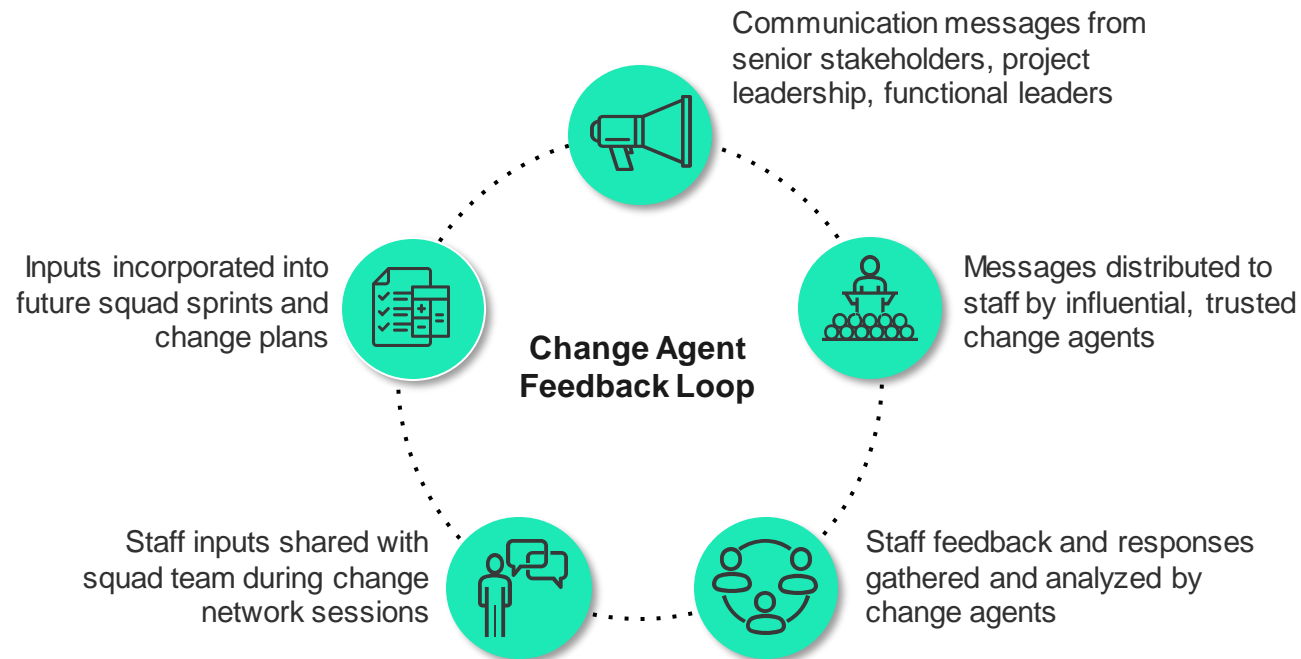 Communication messages from
senior stakeholders, project
leadership, functional leaders
Messages distributed to
staff by influential, trusted
change agents
Staff feedback and responses
gathered and analyzed by
change agents
Staff inputs shared with
squad team during change
network sessions
Inputs incorporated into
future squad sprints and
change plans
Change Agent
Feedback Loop